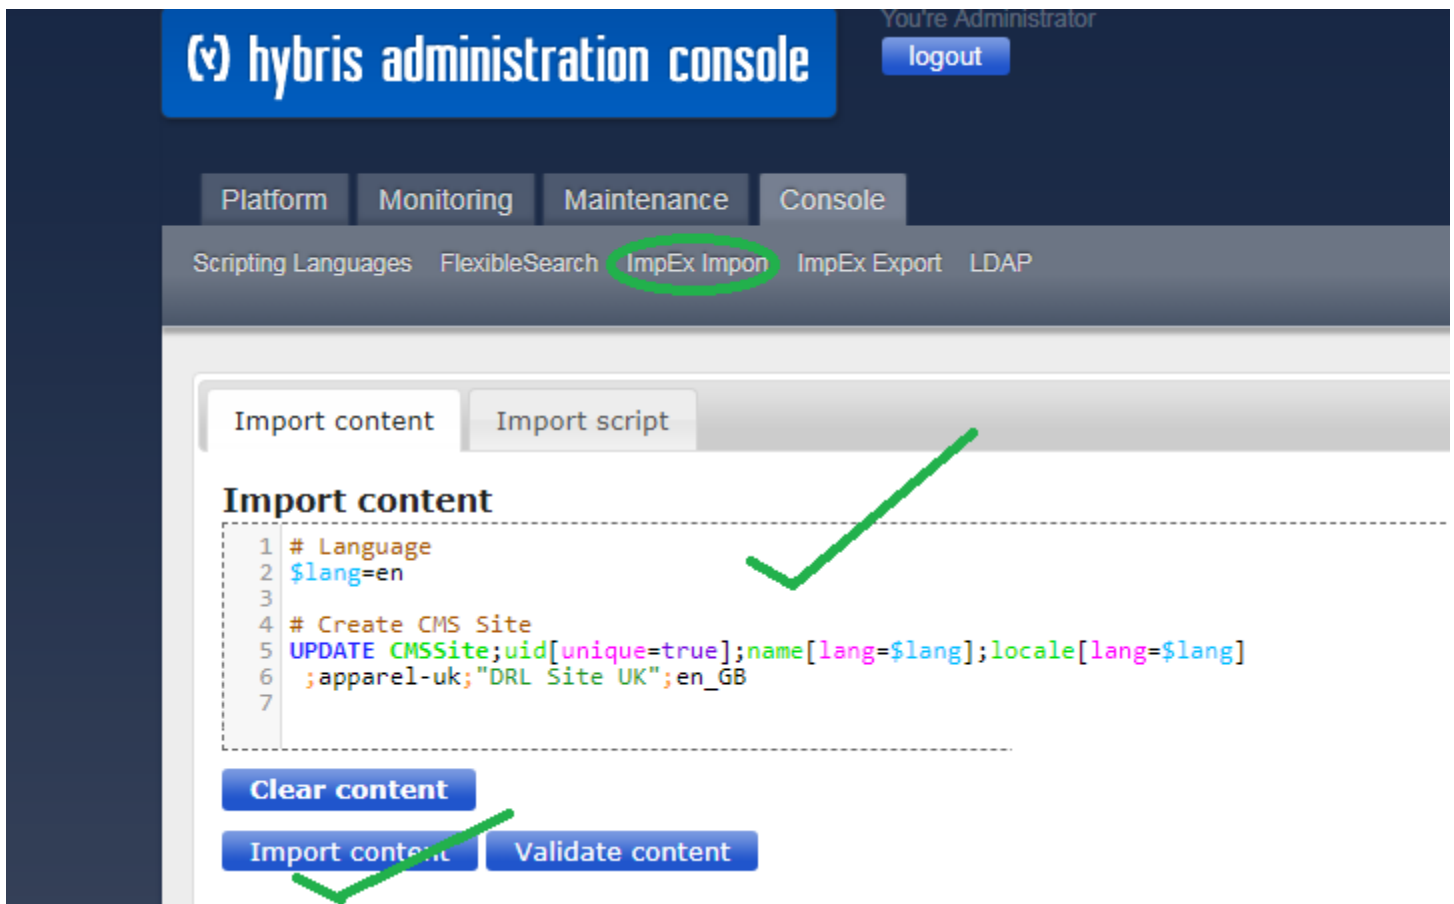 You're Administrator
(y) hybris administration console
logout
Platform Monitoring Maintenance Console
Scripting Languages FlexibleSearch ImpEx Import ImpEx Export LDAP
Import content Import script
Import content
1 # Language
2 $lang=en
3
4 # Create CMS Site
5 UPDATE CMSSite;uid[unique=true];name[lang=$lang];locale[lang=$lang]
6 ;apparel-uk;"DRL Site UK";en_GB
7
Clear content
Import content Validate content